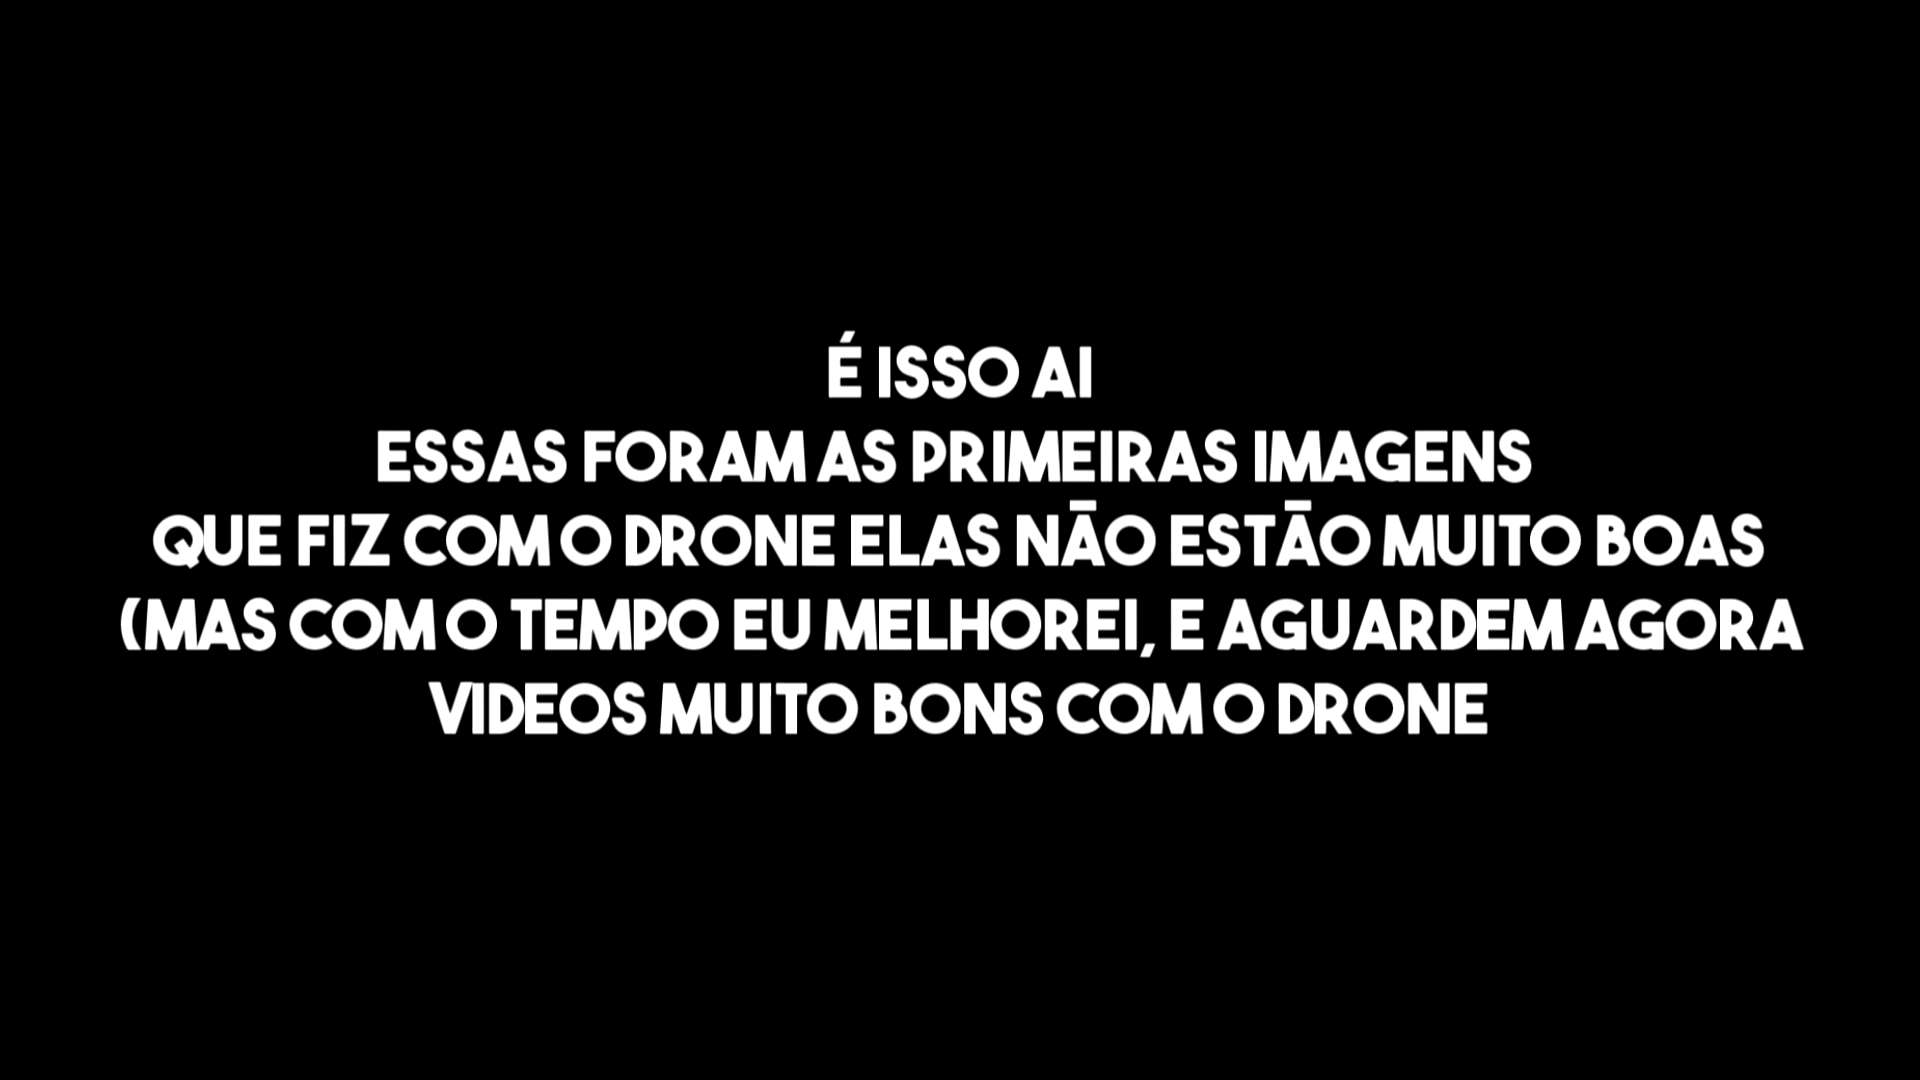 É ISSO AI
ESSAS FORAM AS PRIMEIRAS IMAGENS
QUE FIZ COM O DRONE ELAS NÃO ESTÃO MUITO BOAS
(MAS COM O TEMPO EU MELHOREI, E AGUARDEM AGORA
VIDEOS MUITO BONS COM O DRONE